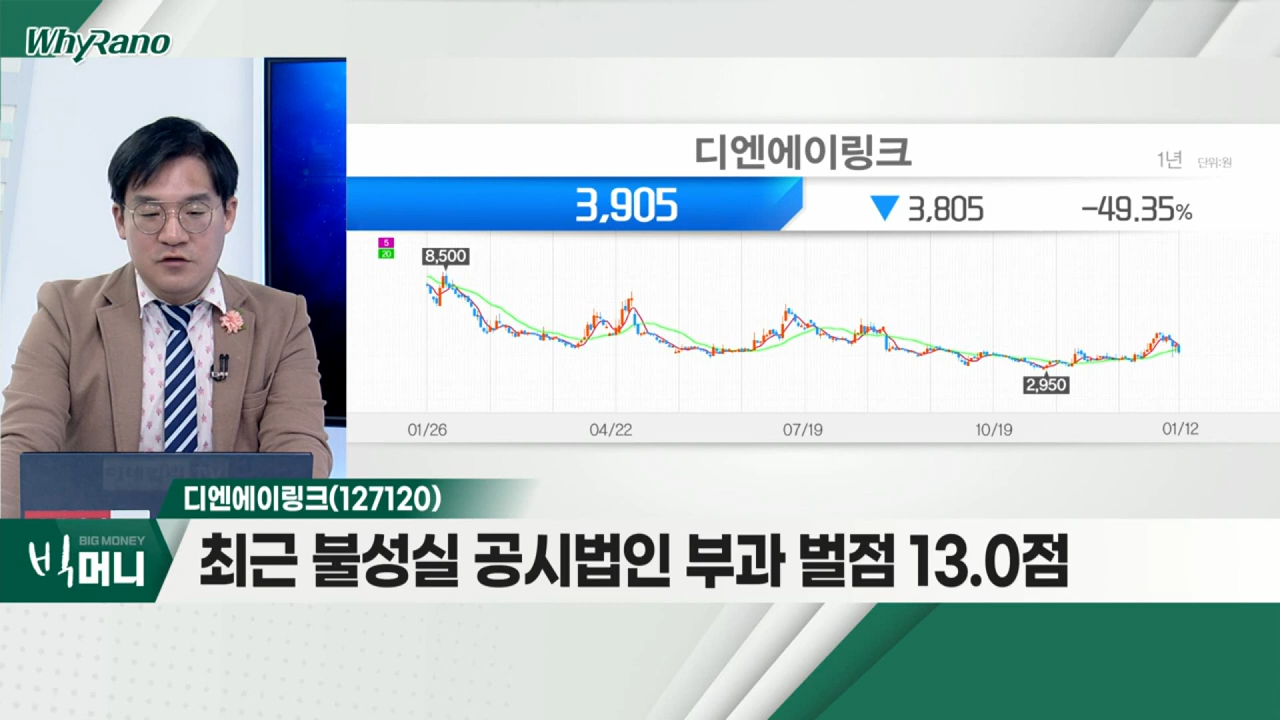 WhyRano
디엔에이링크
1년 단위:원
3,905 ▼ 3,805 -49.35%
5
20
8,500
2,950
01/26 04/22 07/19 10/19 01/12
디엔에이링크(127120)
BIG MONEY
빅머니
최근 불성실 공시법인 부과 벌점 13.0점